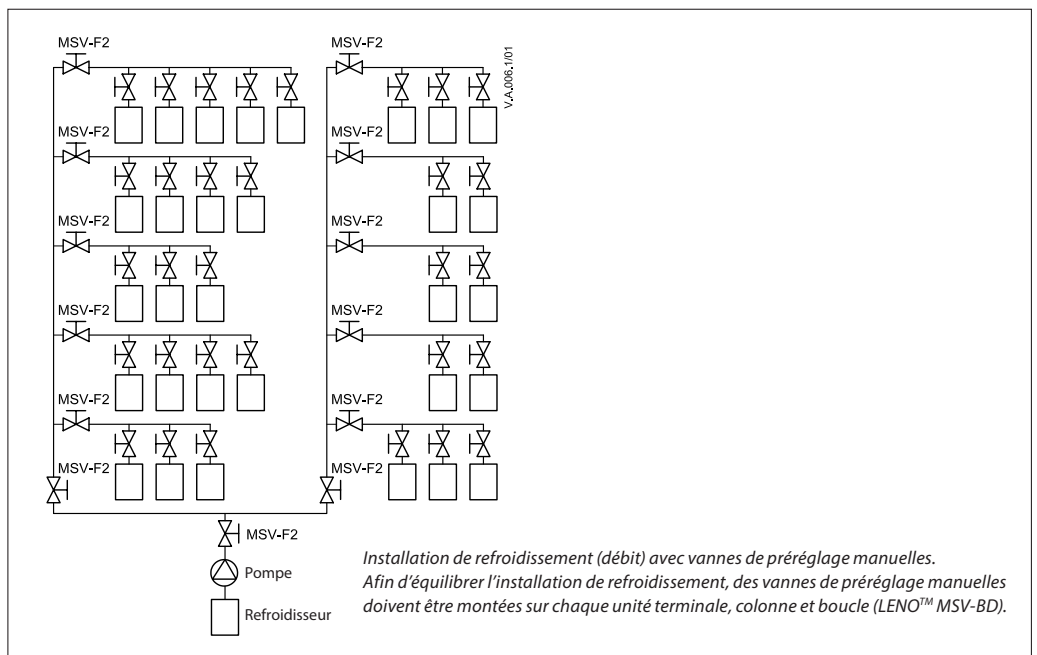 MSV-F2
MSV-F2
V.A.006.1/01
MSV-F2
MSV-F2
MSV-F2
MSV-F2
MSV-F2
MSV-F2
MSV-F2
MSV-F2
MSV-F2
MSV-F2
MSV-F2
Pompe
Refroidisseur
Installation de refroidissement (débit) avec vannes de préréglage manuelles.
Afin d'équilibrer l'installation de refroidissement, des vannes de préréglage manuelles
doivent être montées sur chaque unité terminale, colonne et boucle (LENO™ MSV-BD).